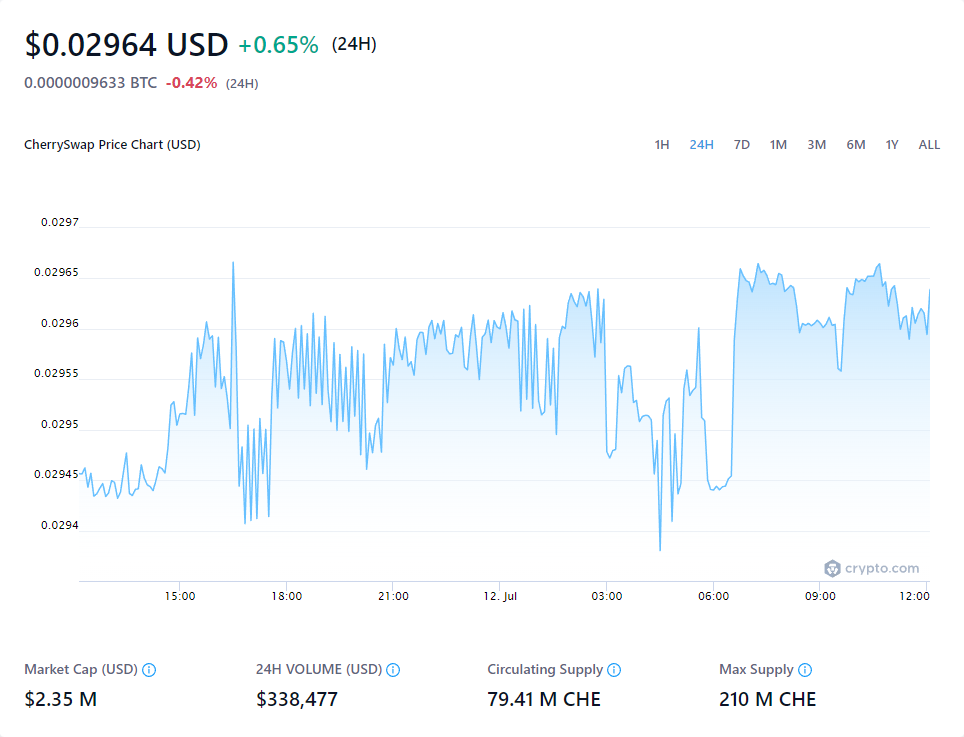 $0.02964 USD +0.65% (24H)
0.0000009633 BTC -0.42% (24H)
CherrySwap Price Chart (USD) 1H 24H 7D 1M 3M 6M 1Y ALL
0.0297
0.02965
0.0296
0.02955
0.0295
0.02945
0.0294
crypto.com
15:00 18:00 21:00 12. Jul 03:00 06:00 09:00 12:00
Market Cap (USD) 24H VOLUME (USD) Circulating Supply Max Supply
$2.35 M $338,477 79.41 M CHE 210 M CHE